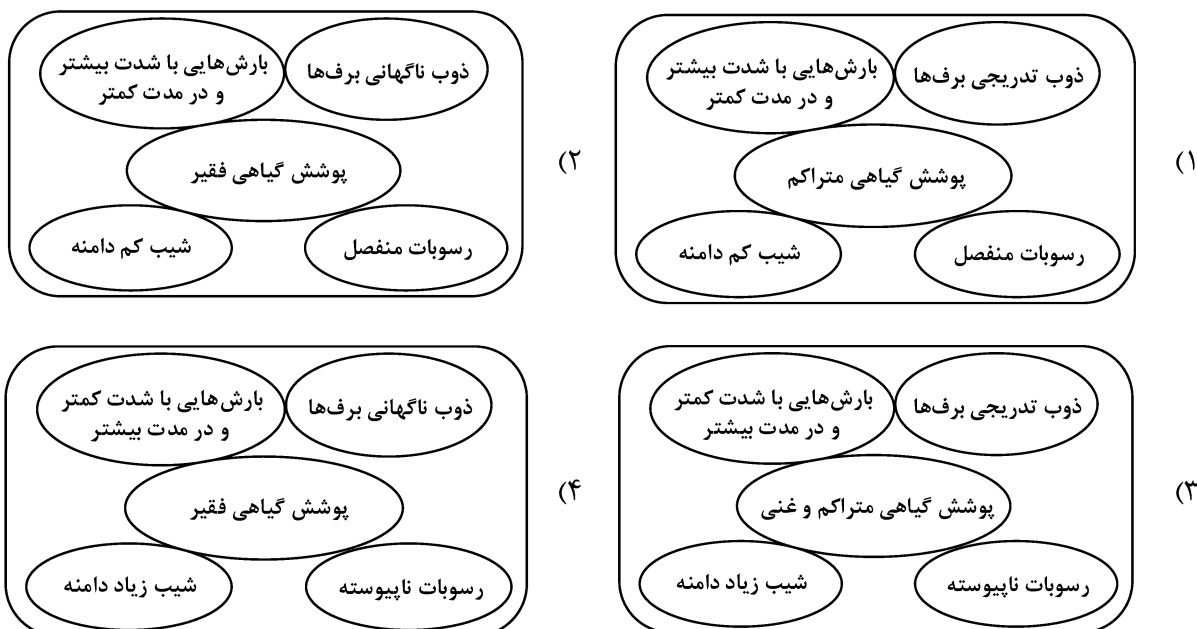 ۱)
ذوب تدریجی برف‌ها
بارش‌هایی با شدت بیشتر
و در مدت کمتر
پوشش گیاهی متراکم
رسوبات منفصل
شیب کم دامنه
۲)
ذوب ناگهانی برف‌ها
بارش‌هایی با شدت بیشتر
و در مدت کمتر
پوشش گیاهی فقیر
رسوبات منفصل
شیب کم دامنه
۳)
ذوب تدریجی برف‌ها
بارش‌هایی با شدت کمتر
و در مدت بیشتر
پوشش گیاهی متراکم و غنی
رسوبات ناپیوسته
شیب زیاد دامنه
۴)
ذوب ناگهانی برف‌ها
بارش‌هایی با شدت کمتر
و در مدت بیشتر
پوشش گیاهی فقیر
رسوبات ناپیوسته
شیب زیاد دامنه